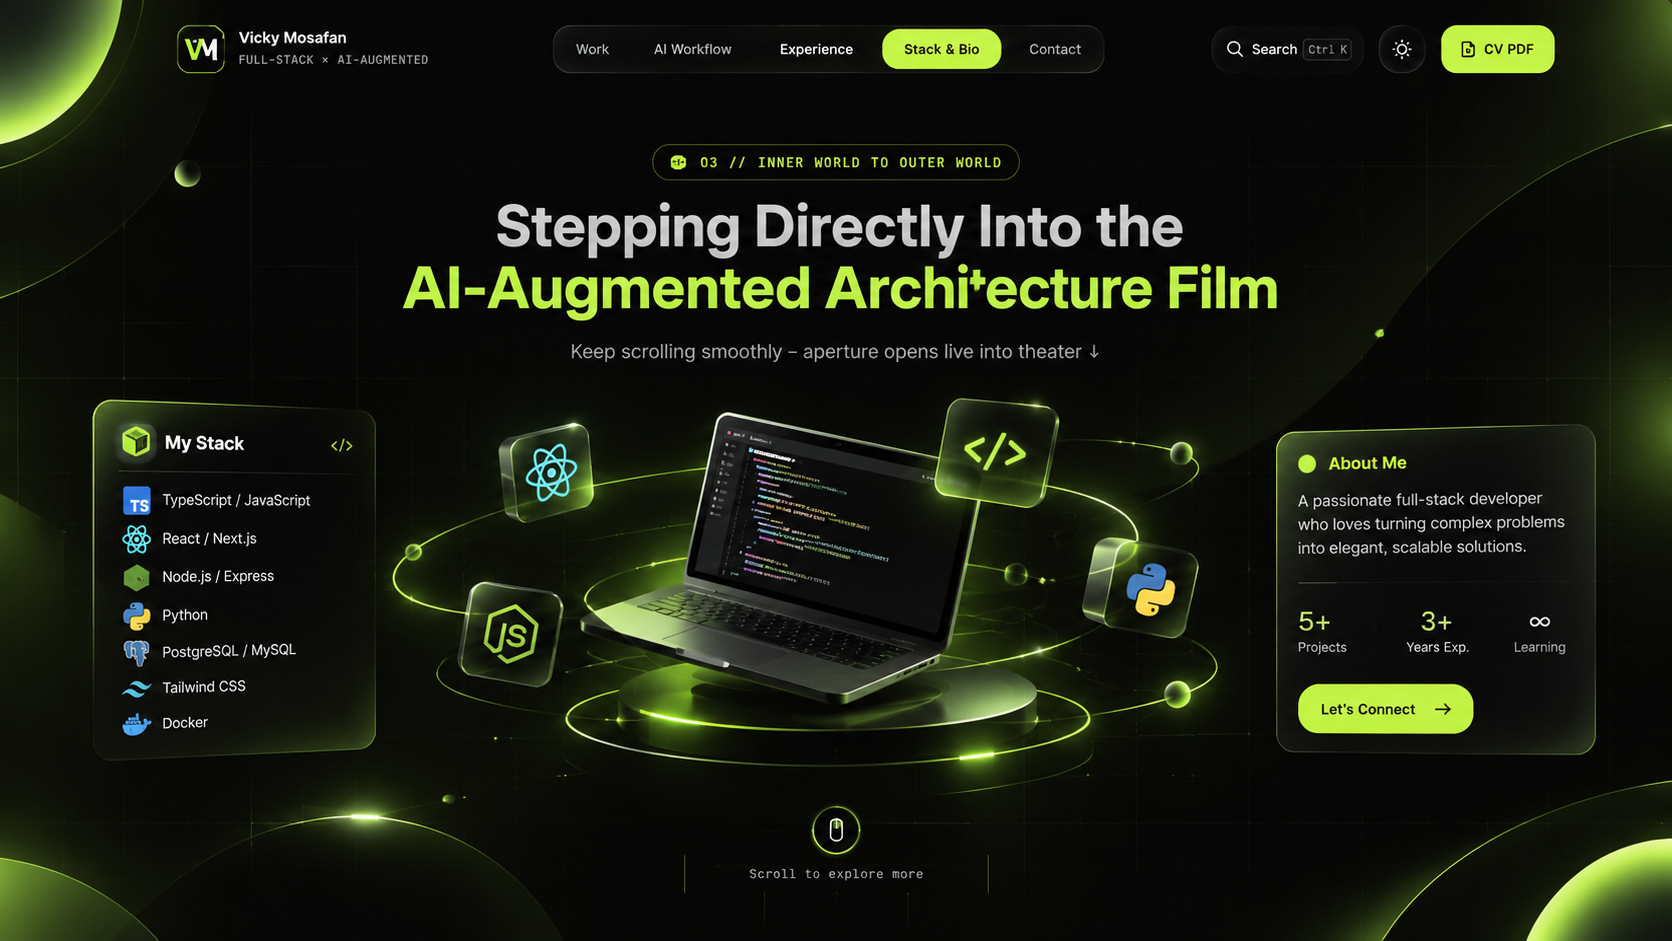 VM
Vicky Mosafan
FULL-STACK × AI-AUGMENTED
Work
AI Workflow
Experience
Stack & Bio
Contact
Search
Ctrl K
CV PDF
03 // INNER WORLD TO OUTER WORLD
Stepping Directly Into the
AI-Augmented Architecture Film
Keep scrolling smoothly – aperture opens live into theater ↓
My Stack
</>
TS
TypeScript / JavaScript
React / Next.js
Node.js / Express
Python
PostgreSQL / MySQL
Tailwind CSS
Docker
JS
</>
About Me
A passionate full-stack developer
who loves turning complex problems
into elegant, scalable solutions.
5+
Projects
3+
Years Exp.
∞
Learning
Let's Connect →
Scroll to explore more